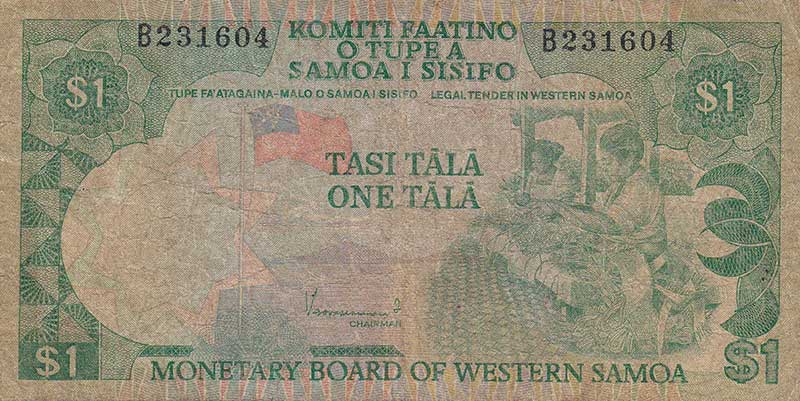 B231604
KOMITI FAATINO
O TUPE A
SAMOA I SISIFO
B231604
$1
$1
TUPE FA'ATAGAINA-MALO O SAMOA I SISIFO LEGAL TENDER IN WESTERN SAMOA
TASI TĀLĀ
ONE TĀLĀ
CHAIRMAN
$1
MONETARY BOARD OF WESTERN SAMOA
$1